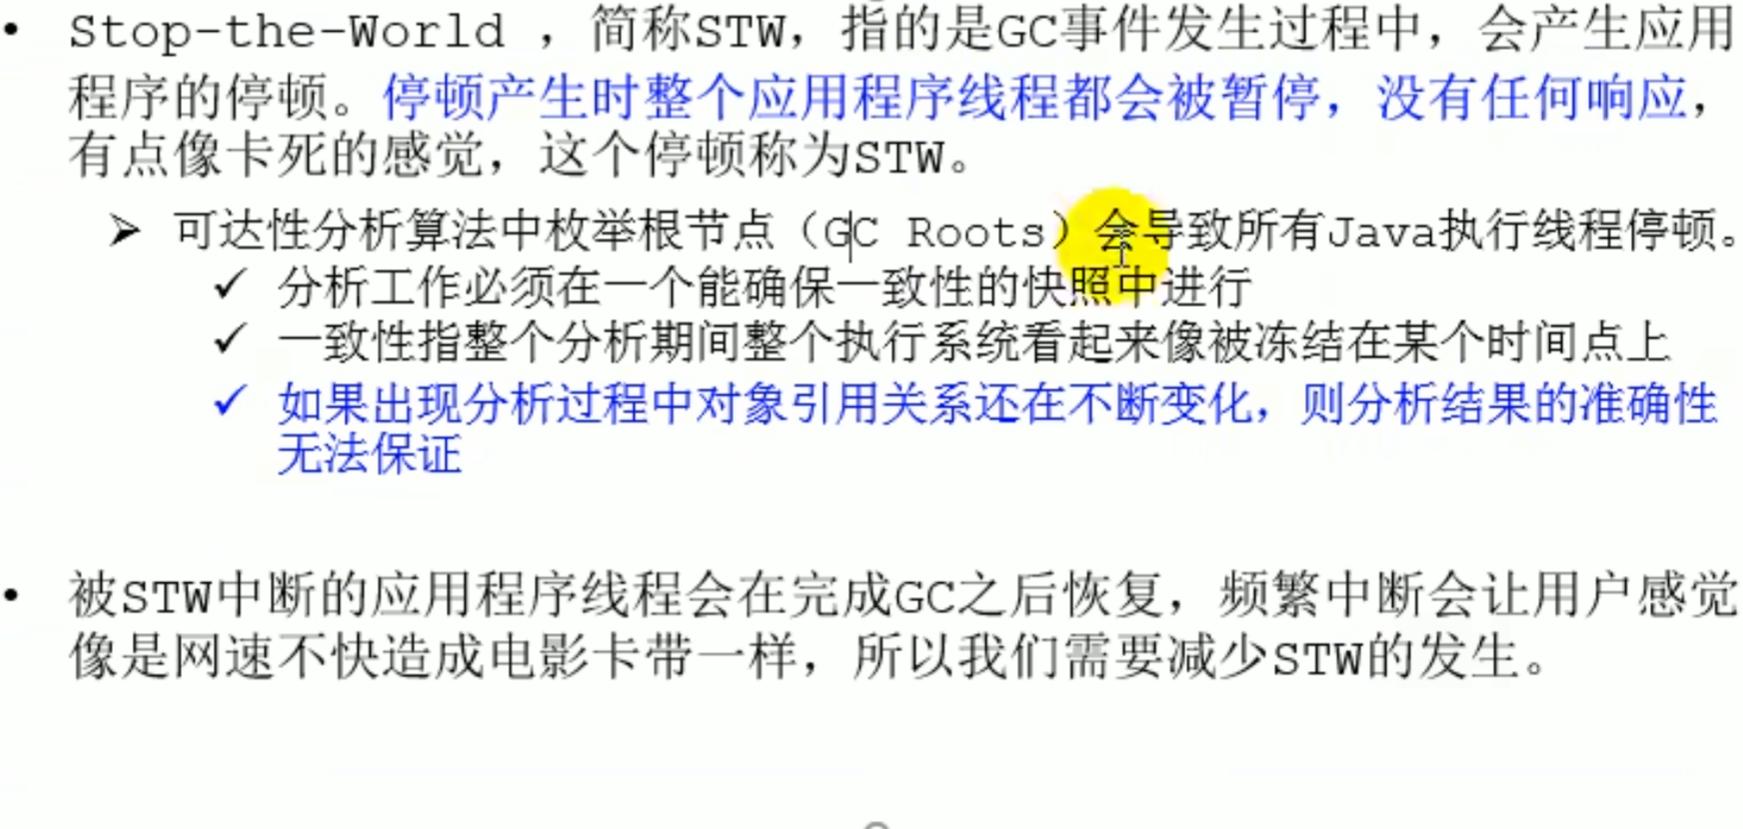 • Stop-the-World ，简称STW，指的是GC事件发生过程中，会产生应用
程序的停顿。停顿产生时整个应用程序线程都会被暂停，没有任何响应，
有点像卡死的感觉，这个停顿称为STW。
➢ 可达性分析算法中枚举根节点（GC Roots）会导致所有Java执行线程停顿。
✓ 分析工作必须在一个能确保一致性的快照中进行
✓ 一致性指整个分析期间整个执行系统看起来像被冻结在某个时间点上
✓ 如果出现分析过程中对象引用关系还在不断变化，则分析结果的准确性
无法保证
• 被STW中断的应用程序线程会在完成GC之后恢复，频繁中断会让用户感觉
像是网速不快造成电影卡带一样，所以我们需要减少STW的发生。